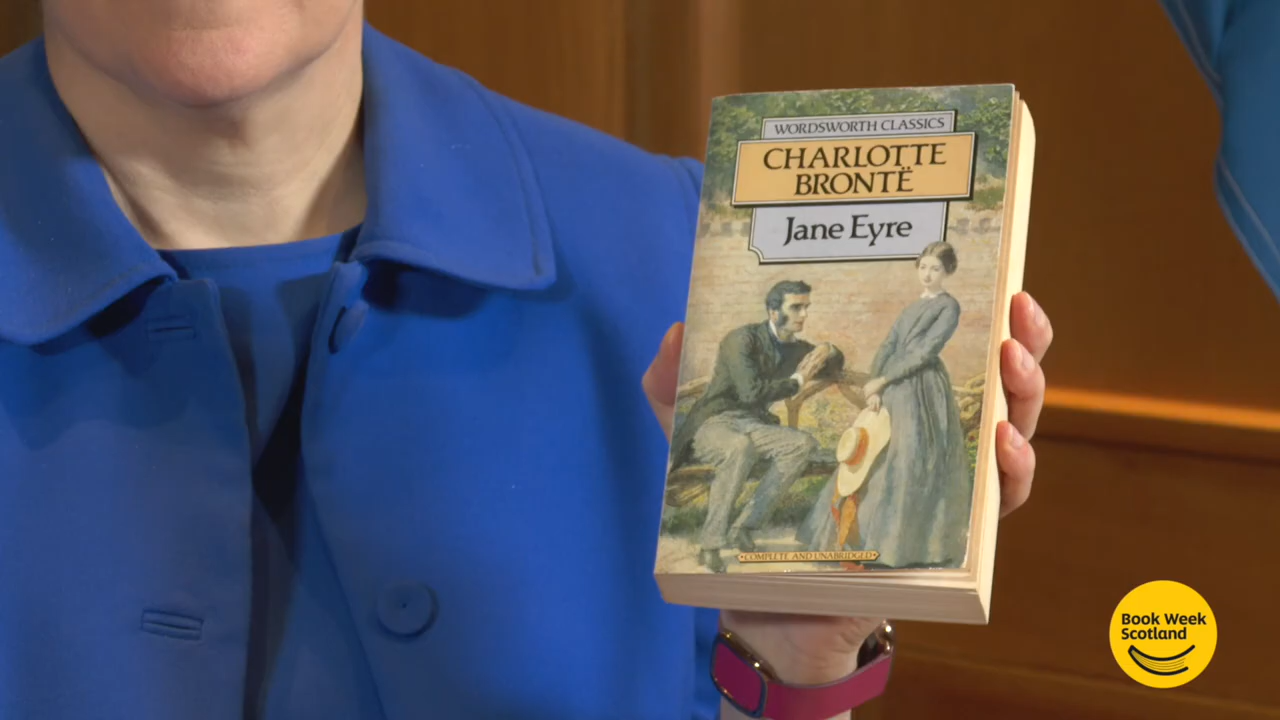 WORDSWORTH CLASSICS
CHARLOTTE
BRONTË
Jane Eyre
COMPLETE AND UNABRIDGED
Book Week
Scotland